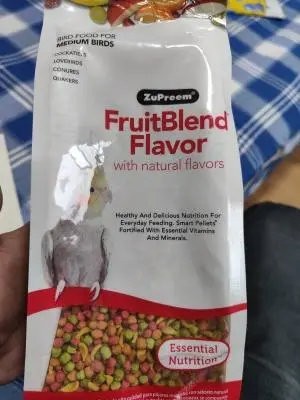 BIRD FOOD FOR
MEDIUM BIRDS
COCKATIELS
LOVEBIRDS
CONURES
QUAKERS
ZuPreem
FruitBlend
Flavor
with natural flavors
Healthy And Delicious Nutrition For
Everyday Feeding. Smart Pellets
Fortified With Essential Vitamins
And Minerals.
Essential
Nutrition